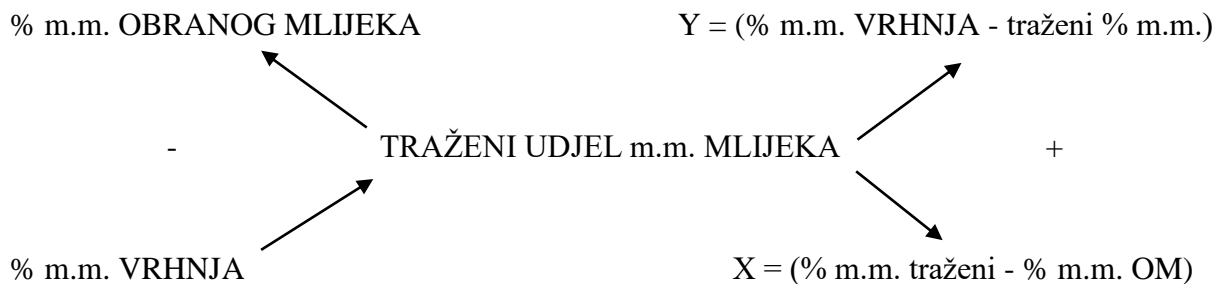 % m.m. OBRANOG MLIJEKA Y = (% m.m. VRHNJA - traženi % m.m.)
- TRAŽENI UDJEL m.m. MLIJEKA +
% m.m. VRHNJA X = (% m.m. traženi - % m.m. OM)